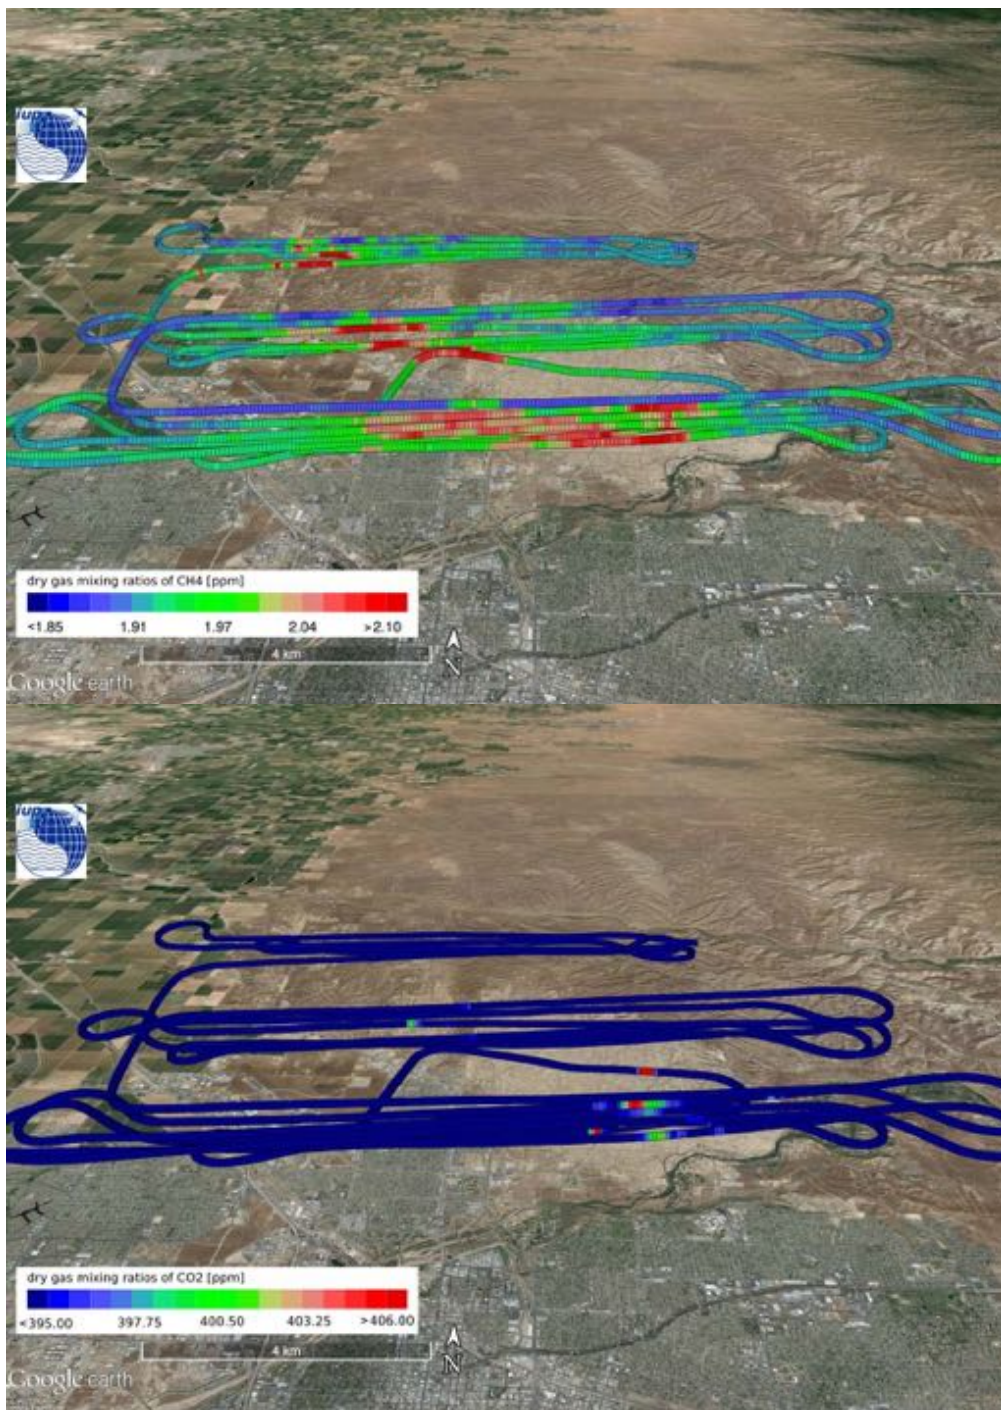 iup
dry gas mixing ratios of CH4 [ppm]
<1.85 1.91 1.97 2.04 >2.10
4 km
N
Google earth
iup
dry gas mixing ratios of CO2 [ppm]
<395.00 397.75 400.50 403.25 >406.00
4 km
N
Google earth